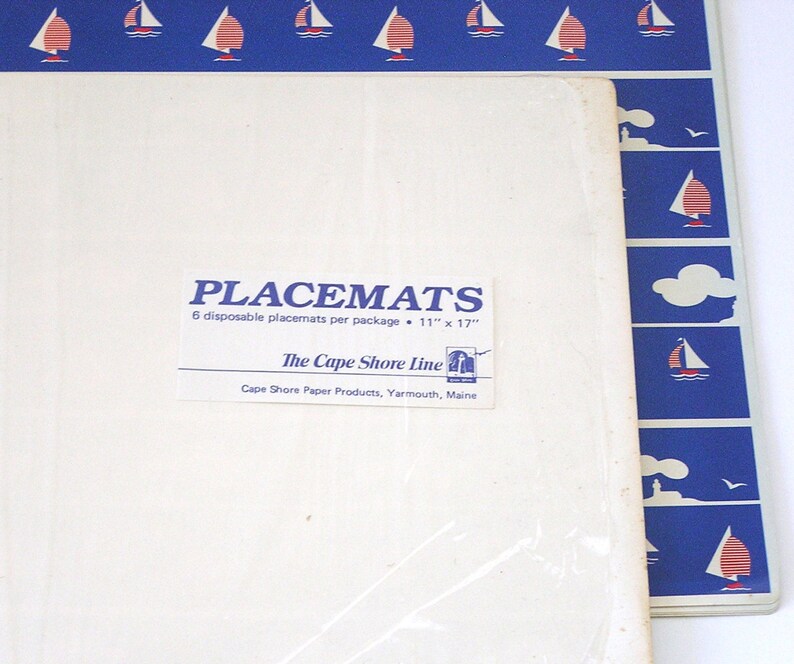 PLACEMATS
6 disposable placemats per package • 11" x 17"
The Cape Shore Line
Cape Shore Paper Products, Yarmouth, Maine